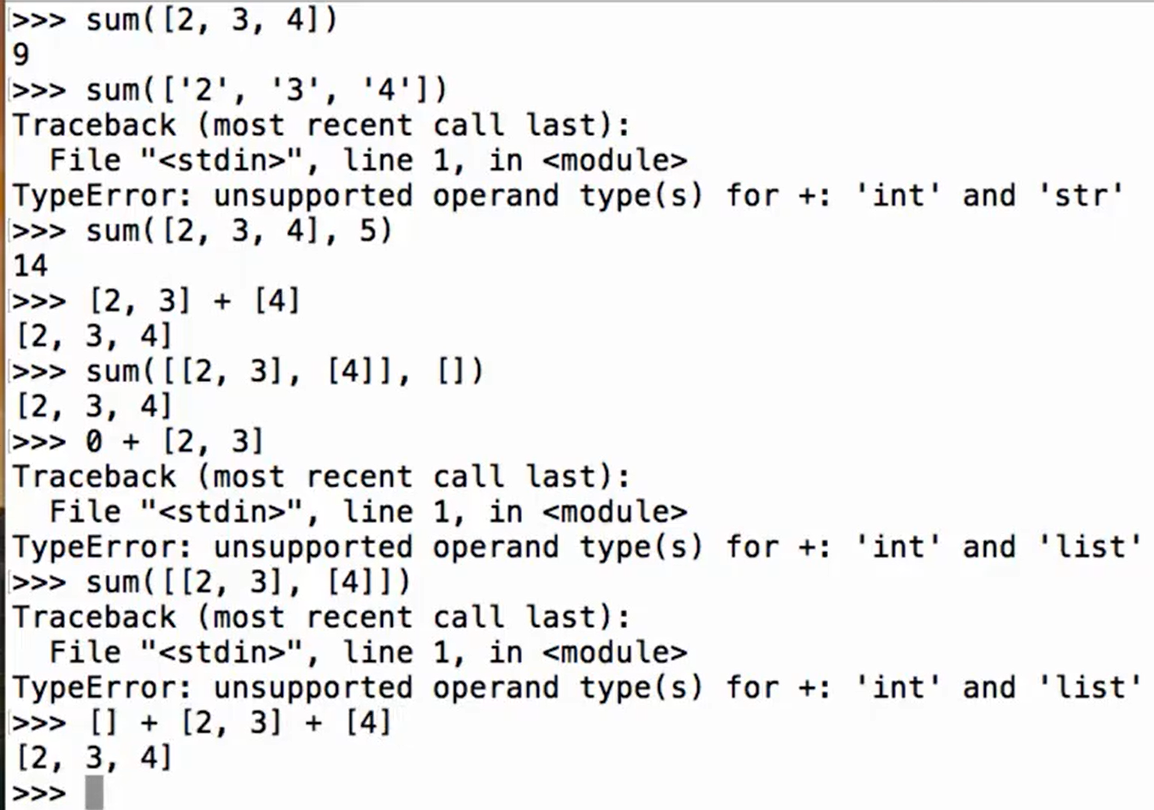 >>> sum([2, 3, 4])
9
>>> sum(['2', '3', '4'])
Traceback (most recent call last):
  File "<stdin>", line 1, in <module>
TypeError: unsupported operand type(s) for +: 'int' and 'str'
>>> sum([2, 3, 4], 5)
14
>>> [2, 3] + [4]
[2, 3, 4]
>>> sum([[2, 3], [4]], [])
[2, 3, 4]
>>> 0 + [2, 3]
Traceback (most recent call last):
  File "<stdin>", line 1, in <module>
TypeError: unsupported operand type(s) for +: 'int' and 'list'
>>> sum([[2, 3], [4]])
Traceback (most recent call last):
  File "<stdin>", line 1, in <module>
TypeError: unsupported operand type(s) for +: 'int' and 'list'
>>> [] + [2, 3] + [4]
[2, 3, 4]
>>>